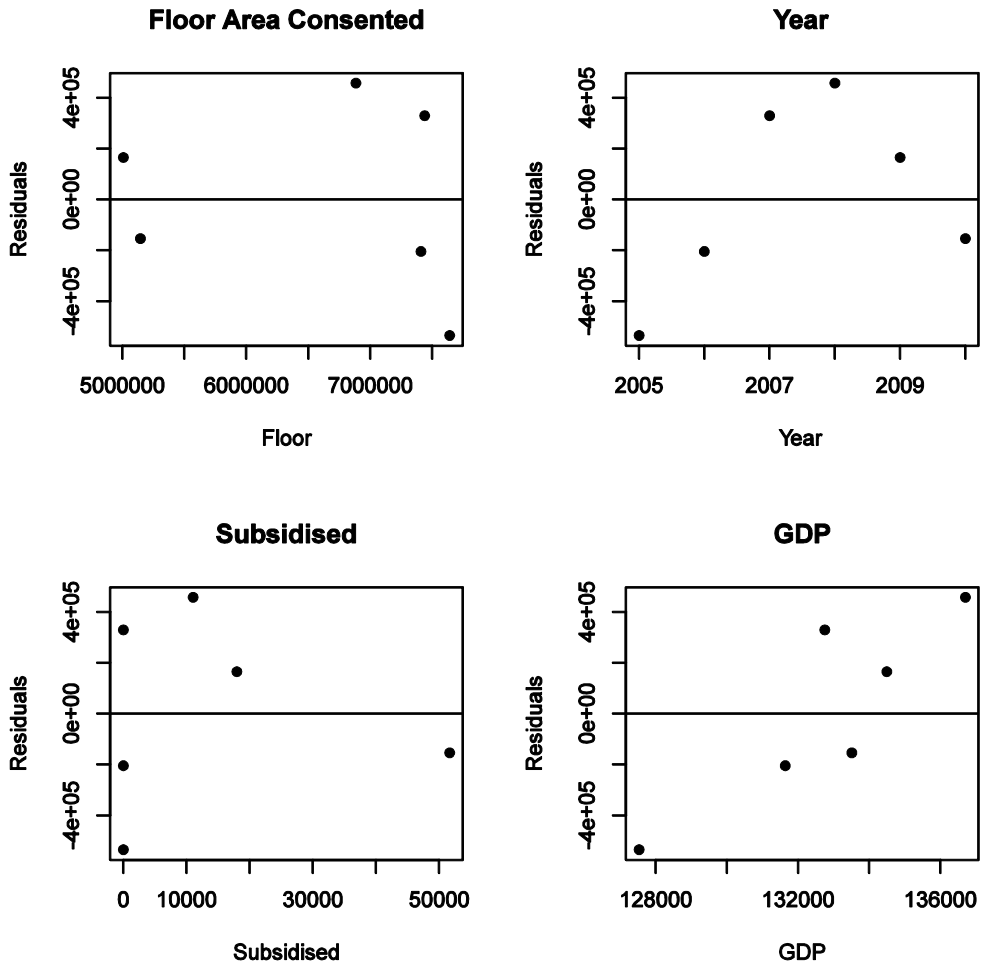 Floor Area Consented
Residuals
4e+05
0e+00
-4e+05
5000000 6000000 7000000
Floor
Year
Residuals
4e+05
0e+00
-4e+05
2005 2007 2009
Year
Subsidised
Residuals
4e+05
0e+00
-4e+05
0 10000 30000 50000
Subsidised
GDP
Residuals
4e+05
0e+00
-4e+05
128000 132000 136000
GDP